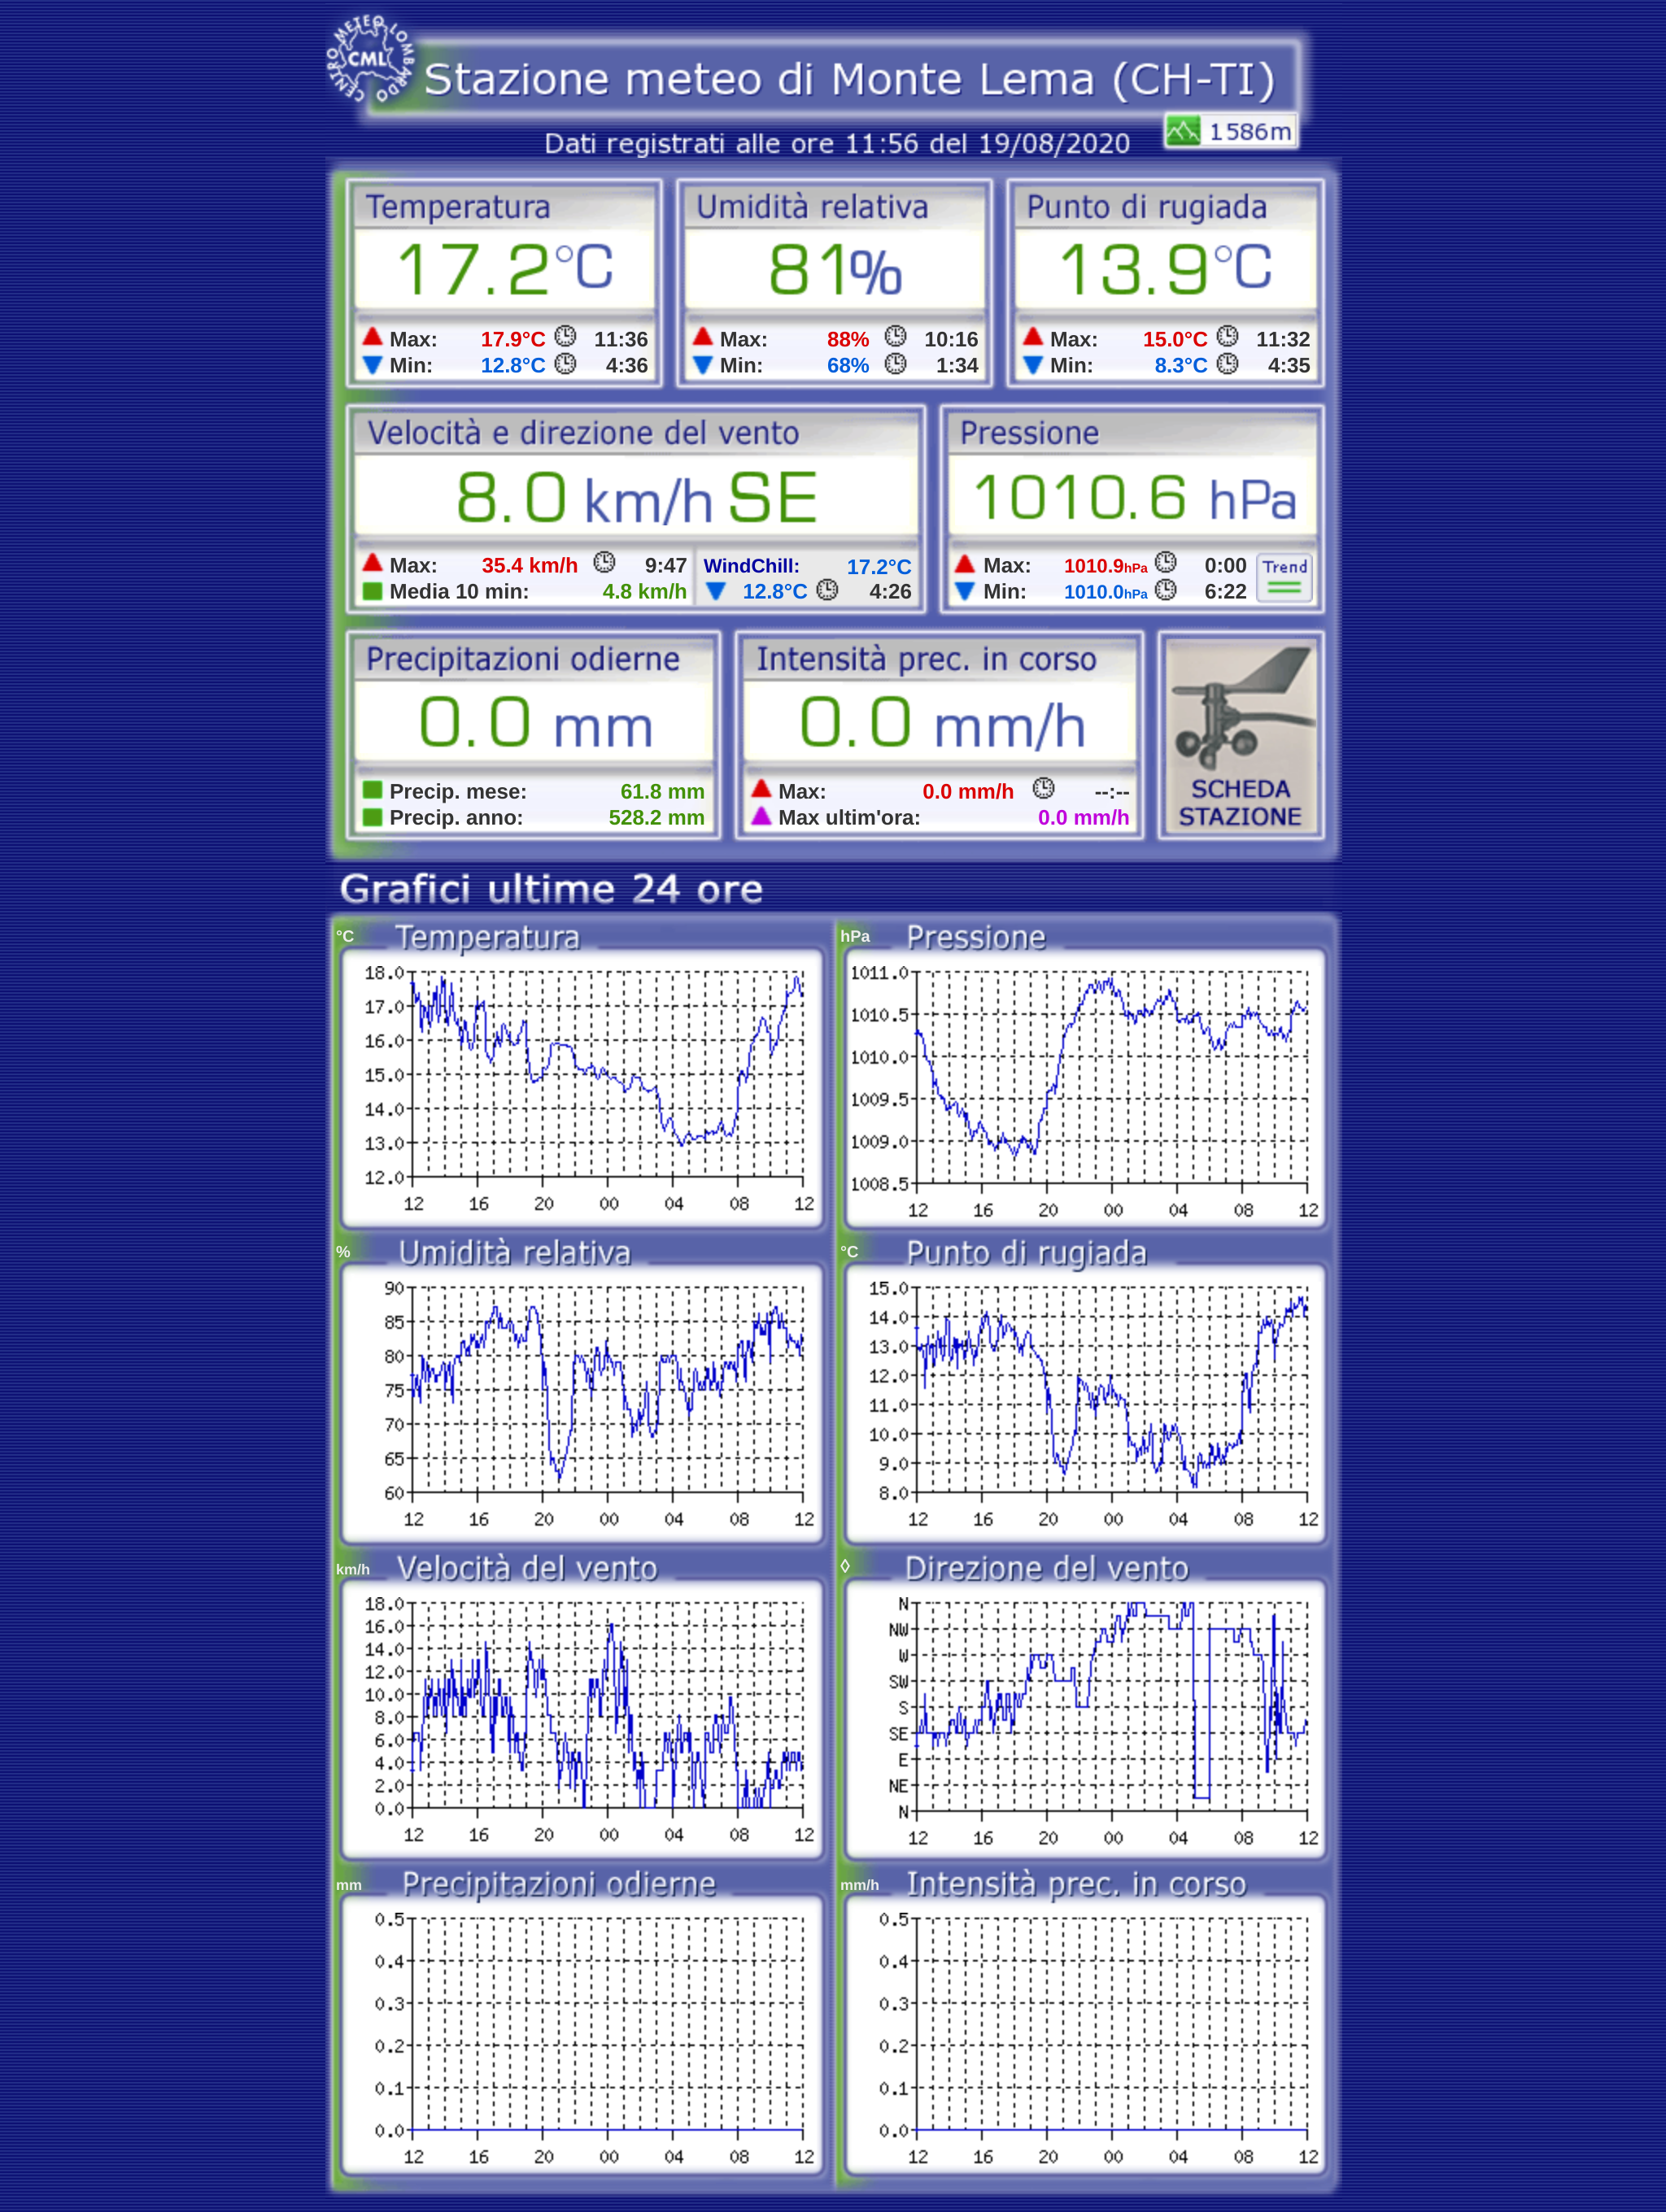 CENTRO METEO LOMBARDO
CML
Stazione meteo di Monte Lema (CH-TI)
1586m
Dati registrati alle ore 11:56 del 19/08/2020
Temperatura Umidità relativa Punto di rugiada
17.2°C 81% 13.9°C
Max: 17.9°C 11:36 Max: 88% 10:16 Max: 15.0°C 11:32
Min: 12.8°C 4:36 Min: 68% 1:34 Min: 8.3°C 4:35
Velocità e direzione del vento Pressione
8.0 km/h SE 1010.6 hPa
Max: 35.4 km/h 9:47 WindChill: 17.2°C Max: 1010.9hPa 0:00 Trend
Media 10 min: 4.8 km/h 12.8°C 4:26 Min: 1010.0hPa 6:22
Precipitazioni odierne Intensità prec. in corso
0.0 mm 0.0 mm/h
Precip. mese: 61.8 mm Max: 0.0 mm/h --:-- SCHEDA
Precip. anno: 528.2 mm Max ultim'ora: 0.0 mm/h STAZIONE
Grafici ultime 24 ore
°C Temperatura
18.0
17.0
16.0
15.0
14.0
13.0
12.0
12 16 20 00 04 08 12
hPa Pressione
1011.0
1010.5
1010.0
1009.5
1009.0
1008.5
12 16 20 00 04 08 12
% Umidità relativa
90
85
80
75
70
65
60
12 16 20 00 04 08 12
°C Punto di rugiada
15.0
14.0
13.0
12.0
11.0
10.0
9.0
8.0
12 16 20 00 04 08 12
km/h Velocità del vento
18.0
16.0
14.0
12.0
10.0
8.0
6.0
4.0
2.0
0.0
12 16 20 00 04 08 12
◊ Direzione del vento
N
NW
W
SW
S
SE
E
NE
N
12 16 20 00 04 08 12
mm Precipitazioni odierne
0.5
0.4
0.3
0.2
0.1
0.0
12 16 20 00 04 08 12
mm/h Intensità prec. in corso
0.5
0.4
0.3
0.2
0.1
0.0
12 16 20 00 04 08 12